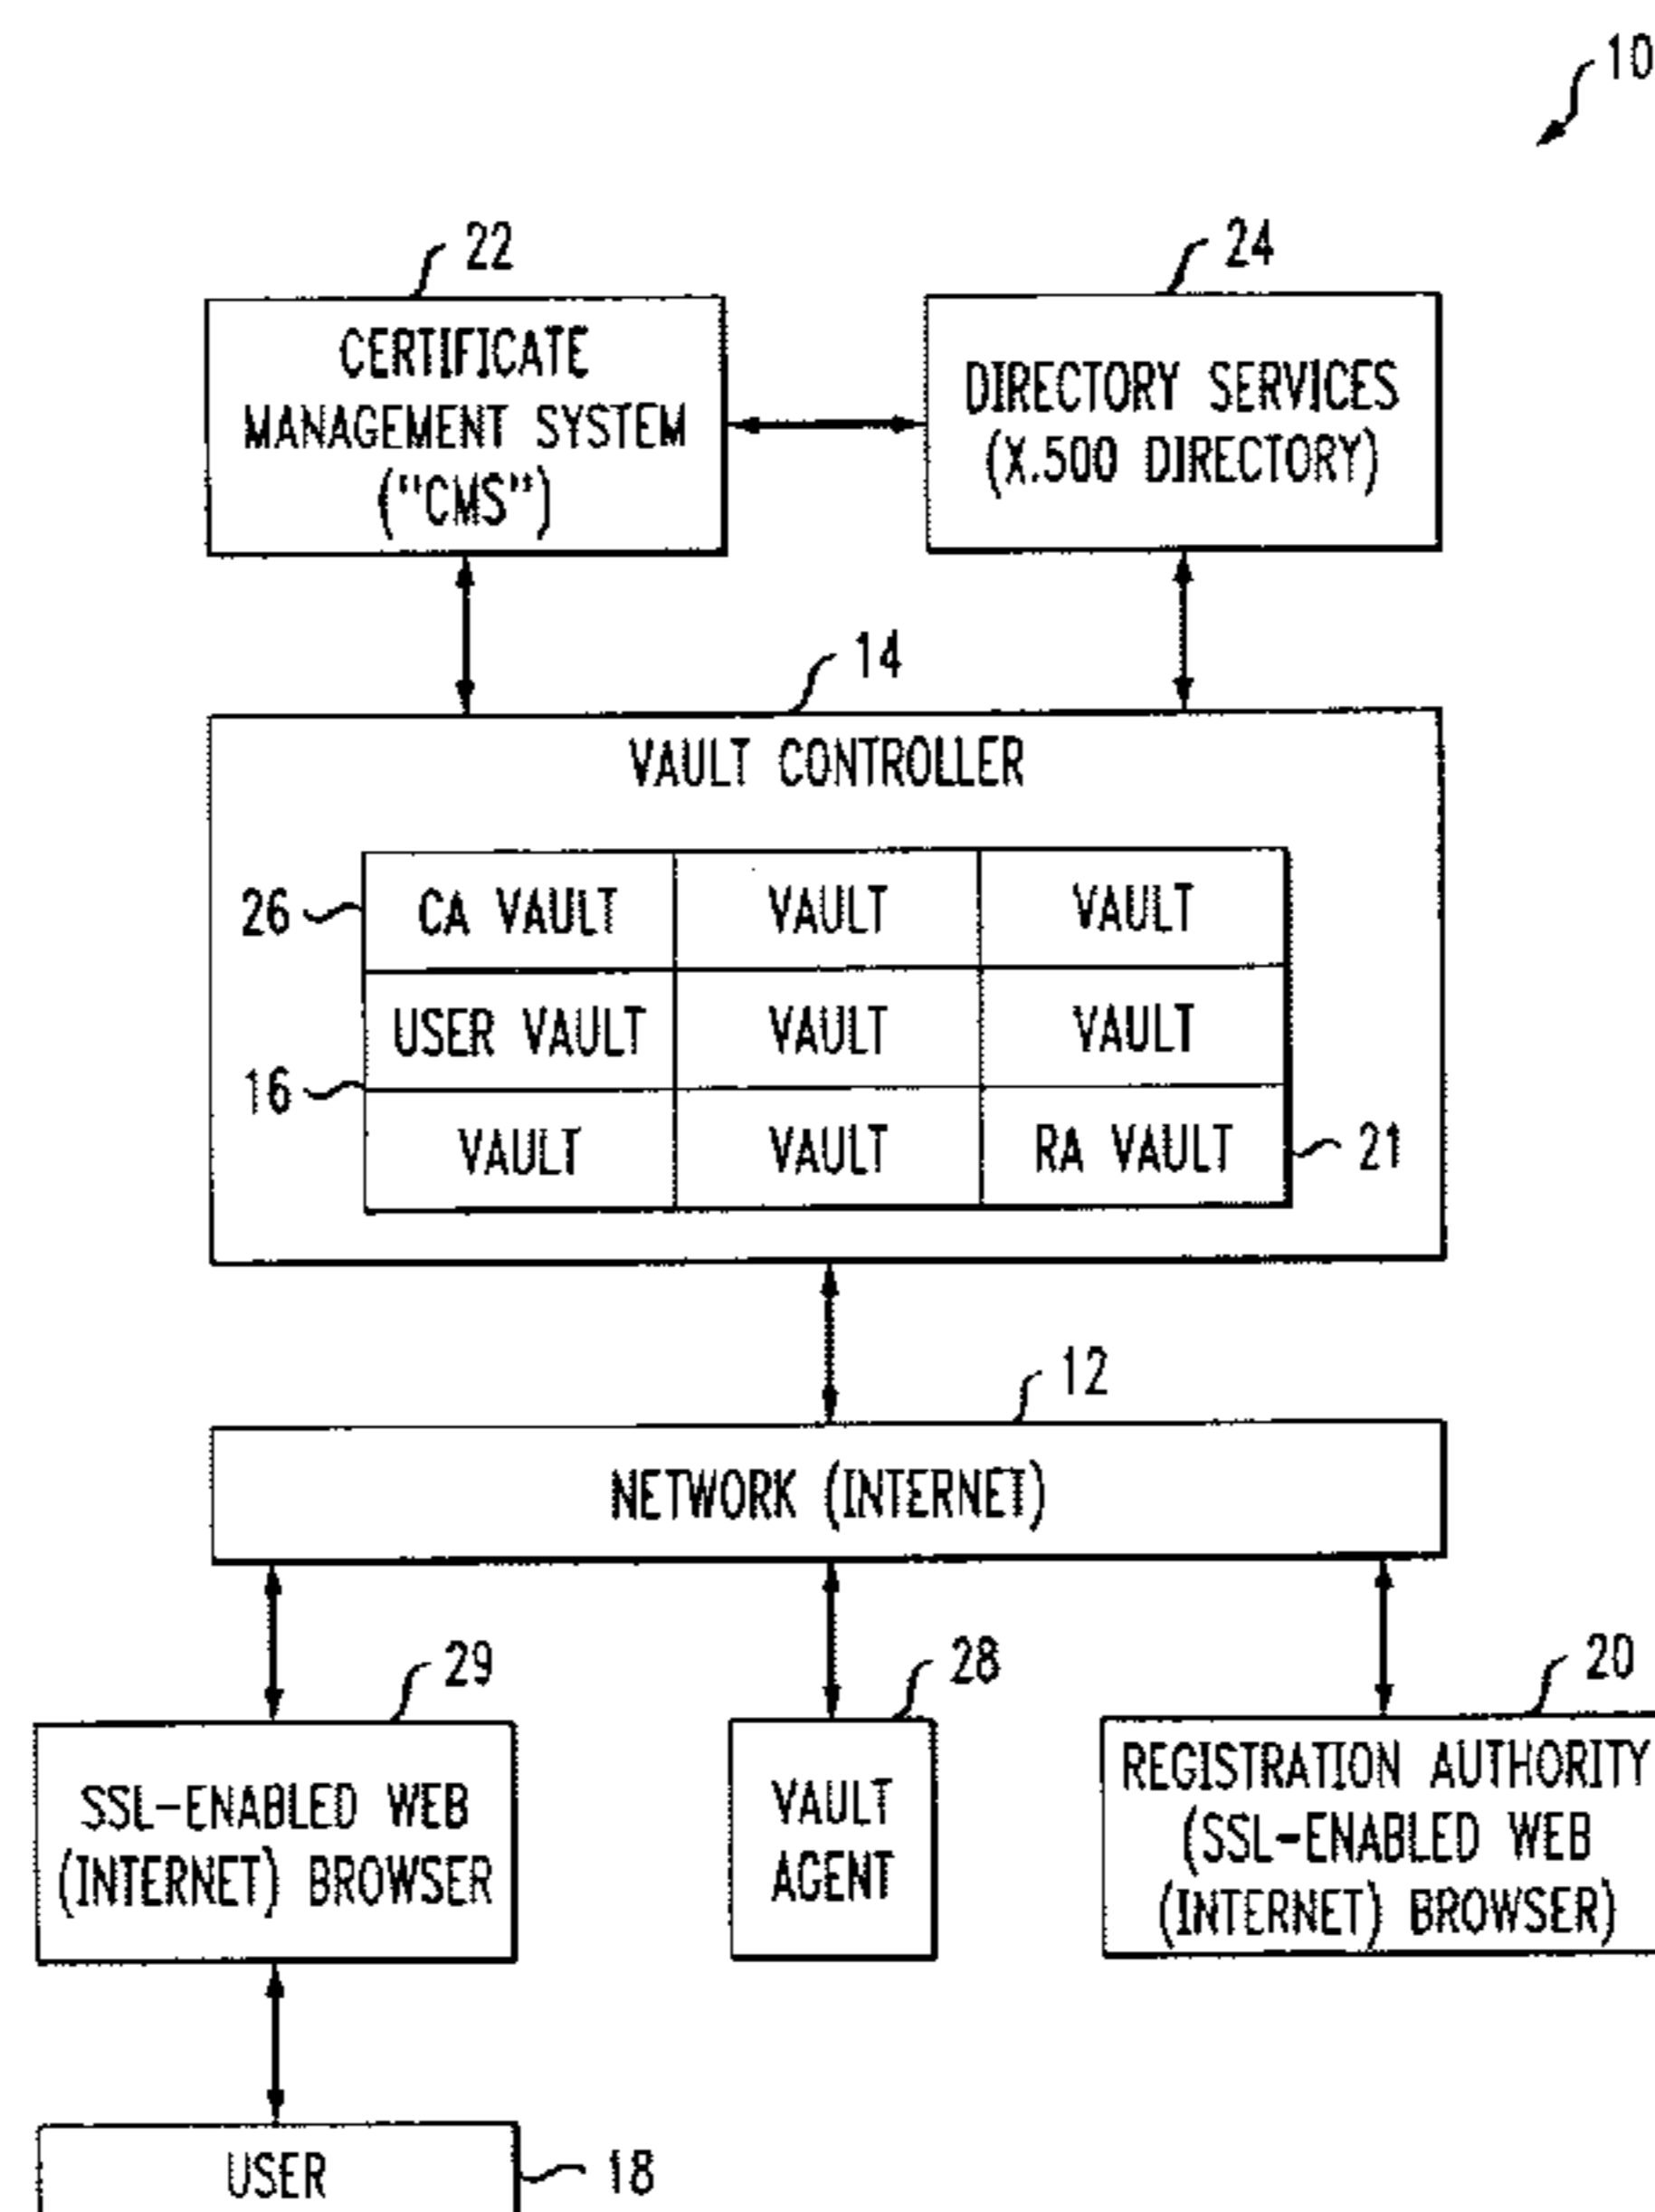 10
22
24
CERTIFICATE
MANAGEMENT SYSTEM
("CMS")
DIRECTORY SERVICES
(X.500 DIRECTORY)
14
VAULT CONTROLLER
26
CA VAULT
VAULT
VAULT
USER VAULT
VAULT
VAULT
16
VAULT
VAULT
RA VAULT
21
12
NETWORK (INTERNET)
29
28
20
SSL-ENABLED WEB
(INTERNET) BROWSER
VAULT
AGENT
REGISTRATION AUTHORITY
(SSL-ENABLED WEB
(INTERNET) BROWSER)
USER
18